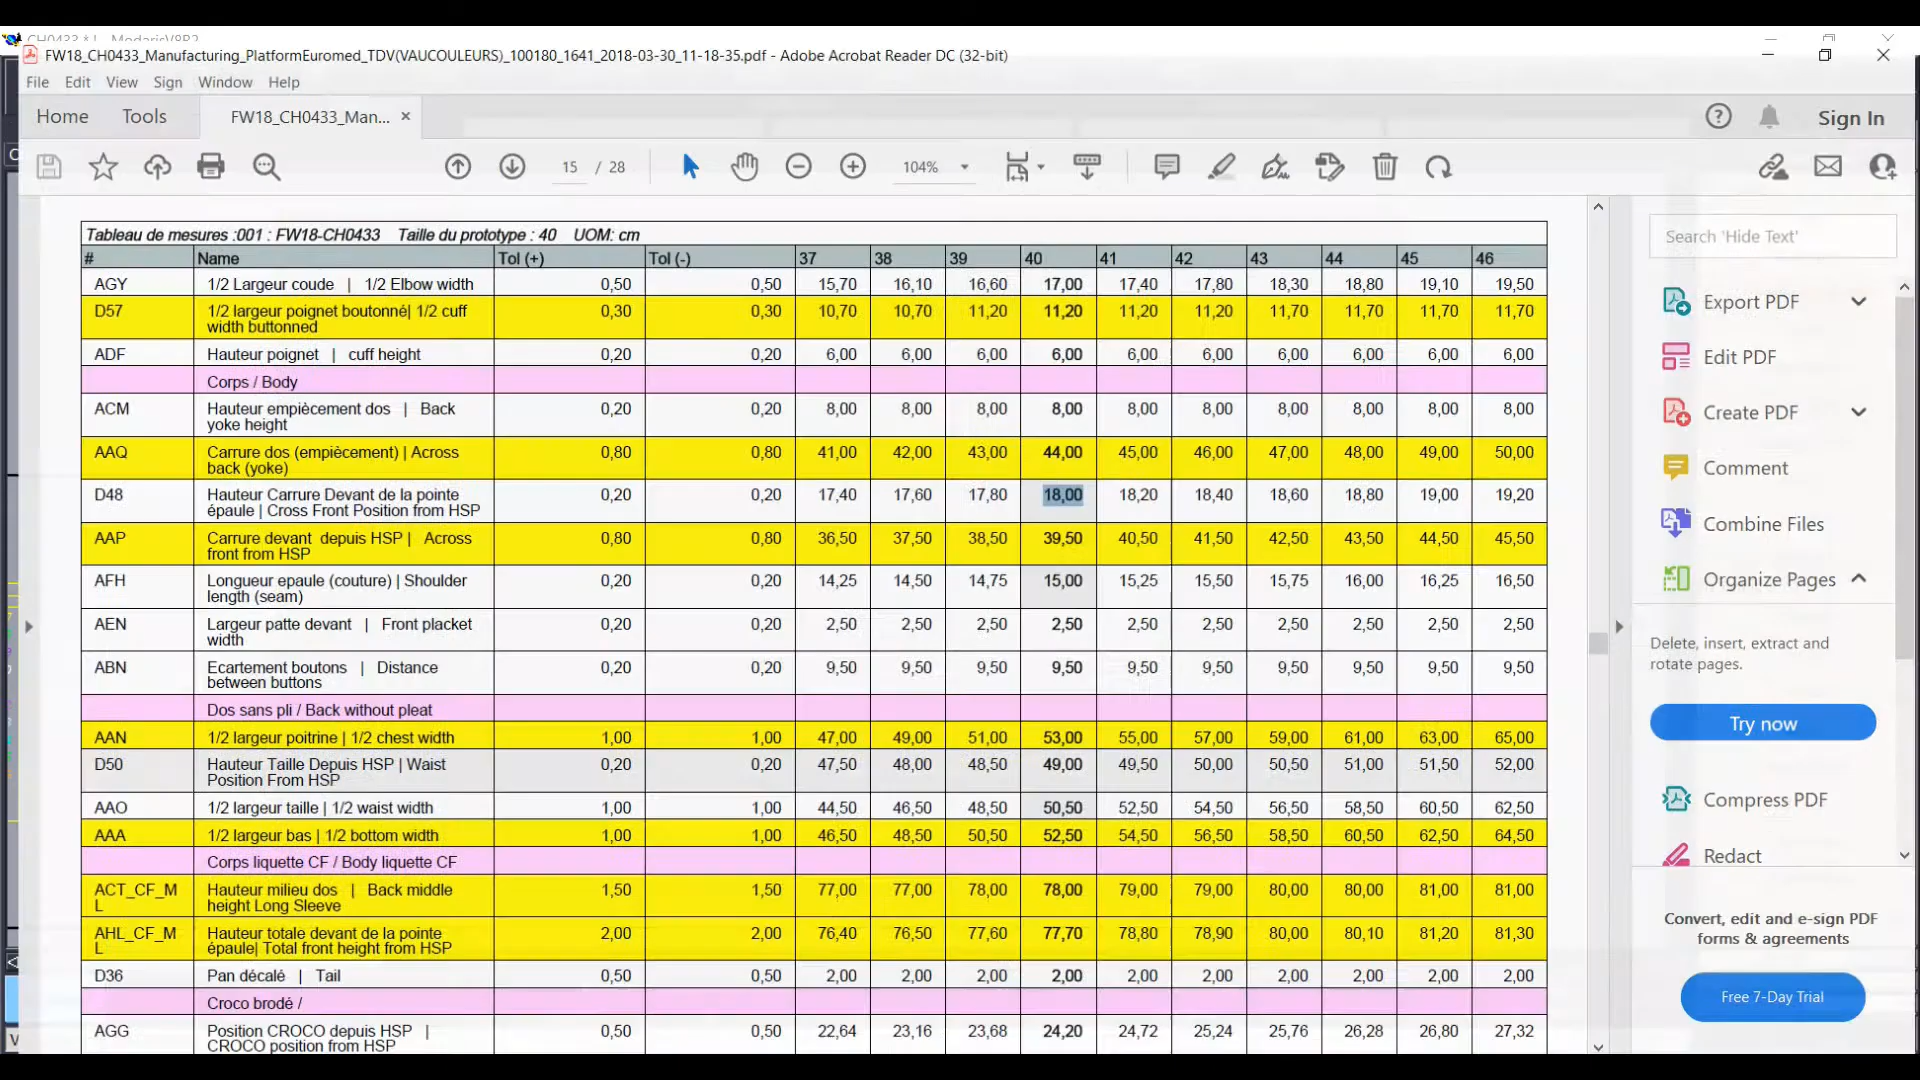 CH0433 * | - ModarisV8R2
FW18_CH0433_Manufacturing_PlatformEuromed_TDV(VAUCOULEURS)_100180_1641_2018-03-30_11-18-35.pdf - Adobe Acrobat Reader DC (32-bit)
File Edit View Sign Window Help
Home Tools FW18_CH0433_Man... × Sign In
15 / 28 104%
Tableau de mesures :001 : FW18-CH0433 Taille du prototype : 40 UOM: cm
# Name Tol (+) Tol (-) 37 38 39 40 41 42 43 44 45 46
AGY 1/2 Largeur coude | 1/2 Elbow width 0,50 0,50 15,70 16,10 16,60 17,00 17,40 17,80 18,30 18,80 19,10 19,50
D57 1/2 largeur poignet boutonné| 1/2 cuff 0,30 0,30 10,70 10,70 11,20 11,20 11,20 11,20 11,70 11,70 11,70 11,70
width buttonned
ADF Hauteur poignet | cuff height 0,20 0,20 6,00 6,00 6,00 6,00 6,00 6,00 6,00 6,00 6,00 6,00
Corps / Body
ACM Hauteur empiècement dos | Back 0,20 0,20 8,00 8,00 8,00 8,00 8,00 8,00 8,00 8,00 8,00 8,00
yoke height
AAQ Carrure dos (empiècement) | Across 0,80 0,80 41,00 42,00 43,00 44,00 45,00 46,00 47,00 48,00 49,00 50,00
back (yoke)
D48 Hauteur Carrure Devant de la pointe 0,20 0,20 17,40 17,60 17,80 18,00 18,20 18,40 18,60 18,80 19,00 19,20
épaule | Cross Front Position from HSP
AAP Carrure devant depuis HSP | Across 0,80 0,80 36,50 37,50 38,50 39,50 40,50 41,50 42,50 43,50 44,50 45,50
front from HSP
AFH Longueur epaule (couture) | Shoulder 0,20 0,20 14,25 14,50 14,75 15,00 15,25 15,50 15,75 16,00 16,25 16,50
length (seam)
AEN Largeur patte devant | Front placket 0,20 0,20 2,50 2,50 2,50 2,50 2,50 2,50 2,50 2,50 2,50 2,50
width
ABN Ecartement boutons | Distance 0,20 0,20 9,50 9,50 9,50 9,50 9,50 9,50 9,50 9,50 9,50 9,50
between buttons
Dos sans pli / Back without pleat
AAN 1/2 largeur poitrine | 1/2 chest width 1,00 1,00 47,00 49,00 51,00 53,00 55,00 57,00 59,00 61,00 63,00 65,00
D50 Hauteur Taille Depuis HSP | Waist 0,20 0,20 47,50 48,00 48,50 49,00 49,50 50,00 50,50 51,00 51,50 52,00
Position From HSP
AAO 1/2 largeur taille | 1/2 waist width 1,00 1,00 44,50 46,50 48,50 50,50 52,50 54,50 56,50 58,50 60,50 62,50
AAA 1/2 largeur bas | 1/2 bottom width 1,00 1,00 46,50 48,50 50,50 52,50 54,50 56,50 58,50 60,50 62,50 64,50
Corps liquette CF / Body liquette CF
ACT_CF_M Hauteur milieu dos | Back middle 1,50 1,50 77,00 77,00 78,00 78,00 79,00 79,00 80,00 80,00 81,00 81,00
L height Long Sleeve
AHL_CF_M Hauteur totale devant de la pointe 2,00 2,00 76,40 76,50 77,60 77,70 78,80 78,90 80,00 80,10 81,20 81,30
L épaule| Total front height from HSP
D36 Pan décalé | Tail 0,50 0,50 2,00 2,00 2,00 2,00 2,00 2,00 2,00 2,00 2,00 2,00
Croco brodé /
AGG Position CROCO depuis HSP | 0,50 0,50 22,64 23,16 23,68 24,20 24,72 25,24 25,76 26,28 26,80 27,32
CROCO position from HSP
Search 'Hide Text'
Export PDF
Edit PDF
Create PDF
Comment
Combine Files
Organize Pages
Delete, insert, extract and
rotate pages.
Try now
Compress PDF
Redact
Convert, edit and e-sign PDF
forms & agreements
Free 7-Day Trial